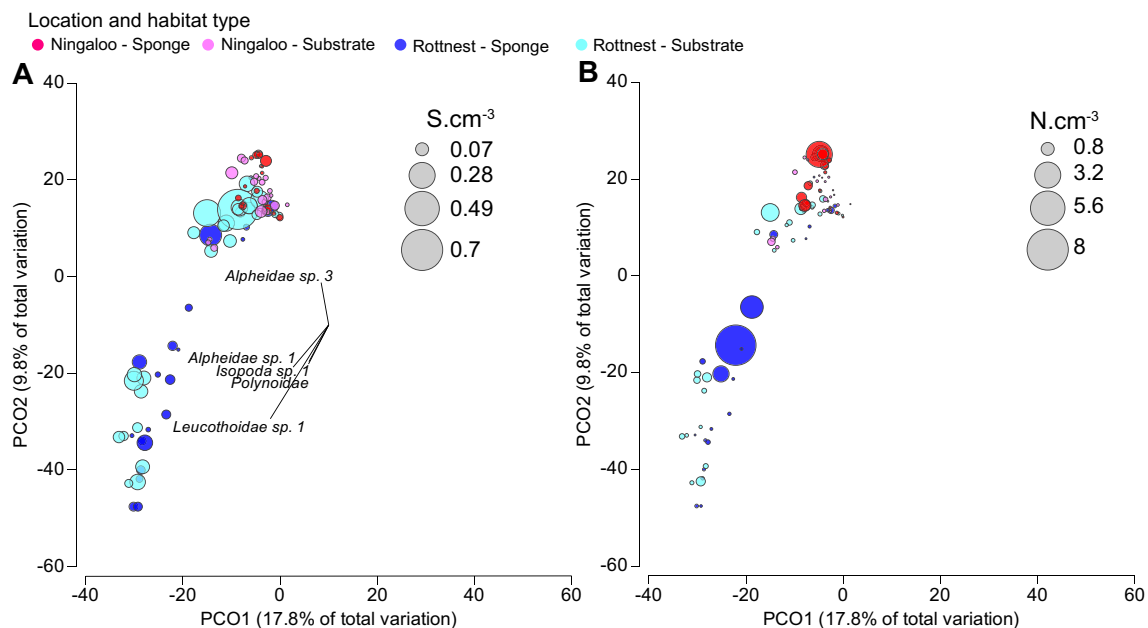 Location and habitat type
Ningaloo - Sponge Ningaloo - Substrate Rottnest - Sponge Rottnest - Substrate
A
40
20
0
-20
-40
-60
PCO2 (9.8% of total variation)
S.cm-3
0.07
0.28
0.49
0.7
Alpheidae sp. 3
Alpheidae sp. 1
Isopoda sp. 1
Polynoidae
Leucothoidae sp. 1
-40 -20 0 20 40 60
PCO1 (17.8% of total variation)
B
40
20
0
-20
-40
-60
PCO2 (9.8% of total variation)
N.cm-3
0.8
3.2
5.6
8
-40 -20 0 20 40 60
PCO1 (17.8% of total variation)